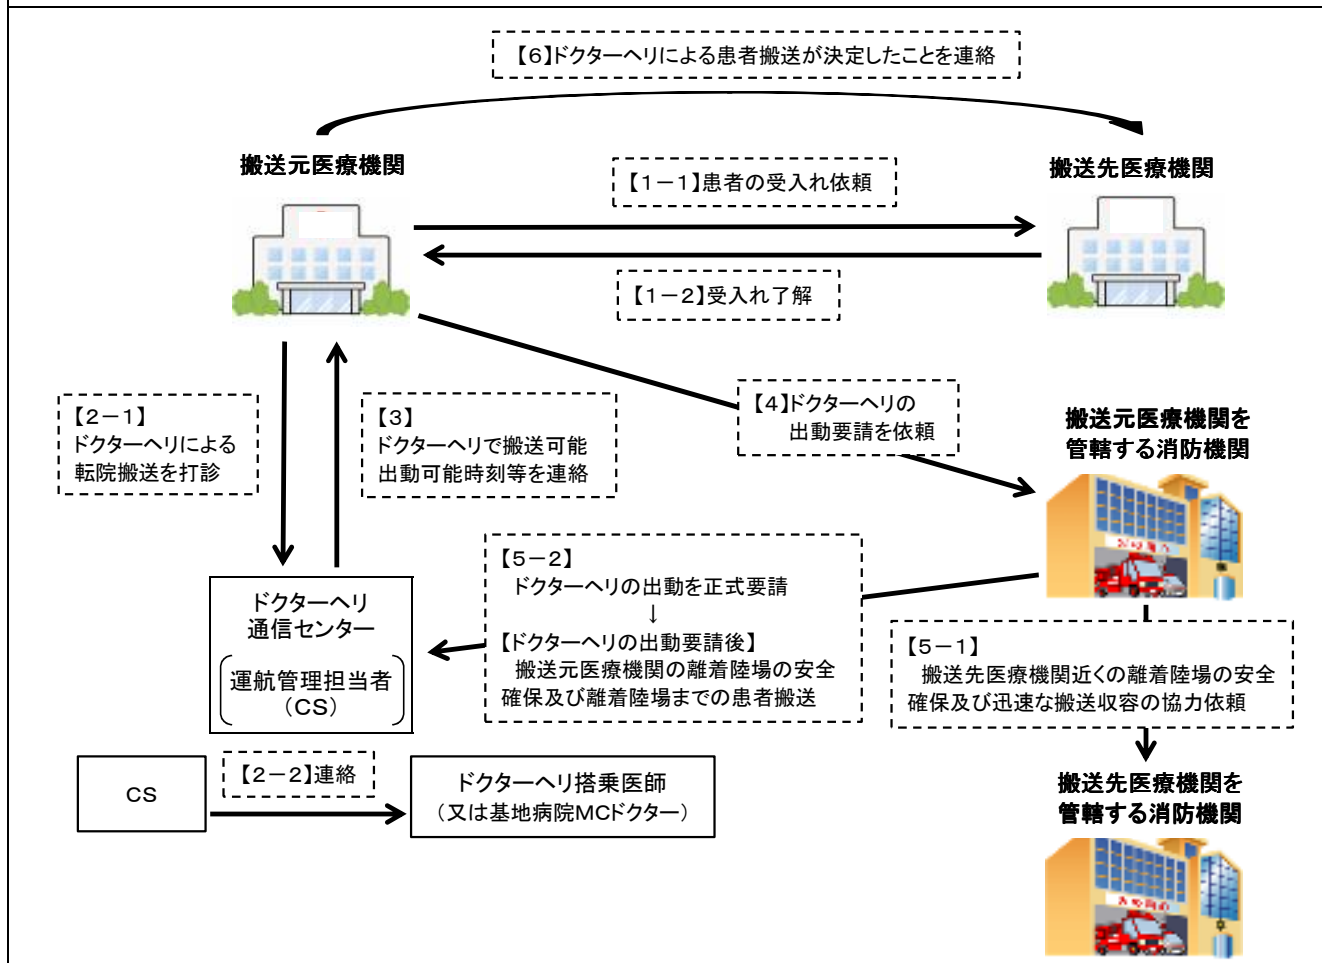 【6】ドクターヘリによる患者搬送が決定したことを連絡
搬送元医療機関
搬送先医療機関
【1-1】患者の受入れ依頼
【1-2】受入れ了解
【2-1】
ドクターヘリによる
転院搬送を打診
【3】
ドクターヘリで搬送可能
出動可能時刻等を連絡
【4】ドクターヘリの
出動要請を依頼
搬送元医療機関を
管轄する消防機関
【5-2】
ドクターヘリの出動を正式要請
↓
【ドクターヘリの出動要請後】
搬送元医療機関の離着陸場の安全
確保及び離着陸場までの患者搬送
ドクターヘリ
通信センター
運航管理担当者
(CS)
【5-1】
搬送先医療機関近くの離着陸場の安全
確保及び迅速な搬送収容の協力依頼
CS
【2-2】連絡
ドクターヘリ搭乗医師
(又は基地病院MCドクター)
搬送先医療機関を
管轄する消防機関